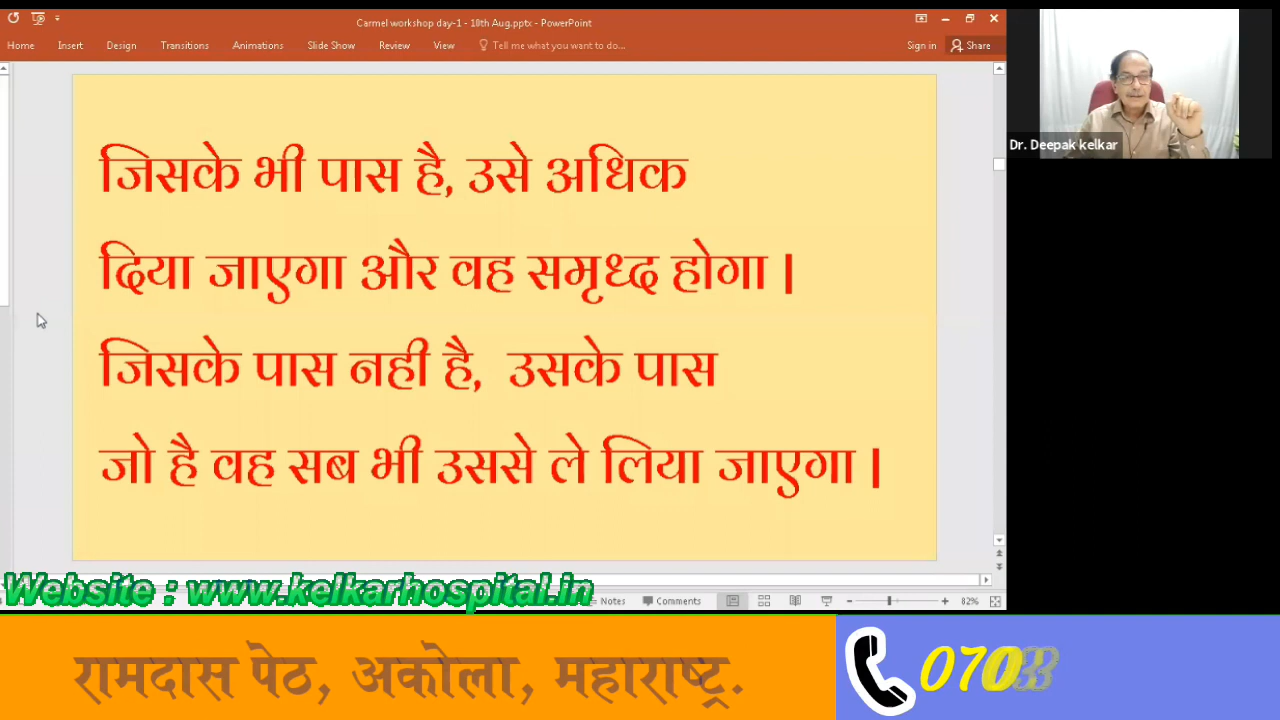 Carmel workshop day-1 - 10th Aug.pptx - PowerPoint
Home Insert Design Transitions Animations Slide Show Review View Tell me what you want to do... Sign in Share
जिसके भी पास है, उसे अधिक
दिया जाएगा और वह समृध्द होगा |
जिसके पास नही है, उसके पास
जो है वह सब भी उससे ले लिया जाएगा |
Dr. Deepak kelkar
Website : www.kelkarhospital.in
Notes Comments 82%
रामदास पेठ, अकोला, महाराष्ट्र.
070